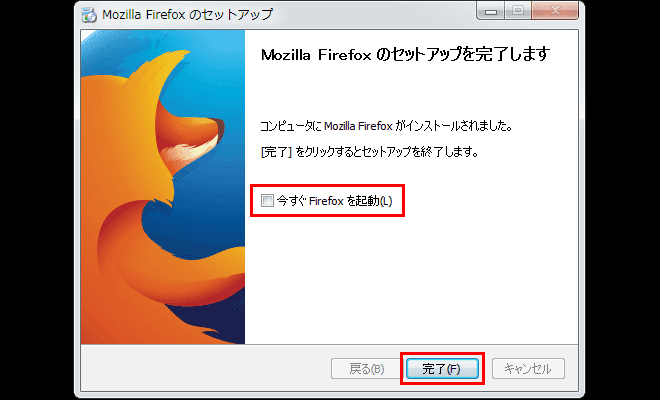 Mozilla Firefox のセットアップ
Mozilla Firefox のセットアップを完了します
コンピュータに Mozilla Firefox がインストールされました。
[完了] をクリックするとセットアップを終了します。
今すぐ Firefox を起動(L)
戻る(B)
完了(F)
キャンセル